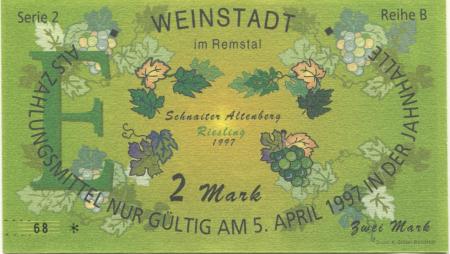 Serie 2
WEINSTADT
Reihe B
im Remstal
E
Schnaiter Altenberg
Riesling
1997
2 Mark
ALS ZAHLUNGSMITTEL NUR GÜLTIG AM 5. APRIL 1997 IN DER JAHNHALLE
68 *
Zwei Mark